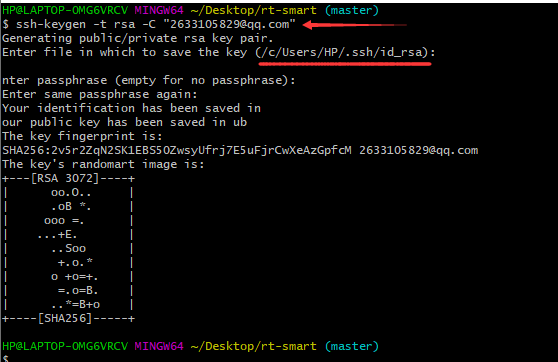 HP@LAPTOP-OMG6VRCV MINGW64 ~/Desktop/rt-smart (master)
$ ssh-keygen -t rsa -C "2633105829@qq.com"
Generating public/private rsa key pair.
Enter file in which to save the key (/c/Users/HP/.ssh/id_rsa):
nter passphrase (empty for no passphrase):
Enter same passphrase again:
Your identification has been saved in
our public key has been saved in ub
The key fingerprint is:
SHA256:2v5r2ZqN2SK1EBS5OZwsyUfrj7E5uFjrCwXeAzGpfcM 2633105829@qq.com
The key's randomart image is:
+---[RSA 3072]----+
|      oo.O..     |
|      .oB *.     |
|     ooo =.      |
|    ...+E.       |
|      ..Soo      |
|       +.o.*     |
|      o +o=+.    |
|       =.o=B.    |
|      ..*=B+o    |
+----[SHA256]-----+
HP@LAPTOP-OMG6VRCV MINGW64 ~/Desktop/rt-smart (master)
$